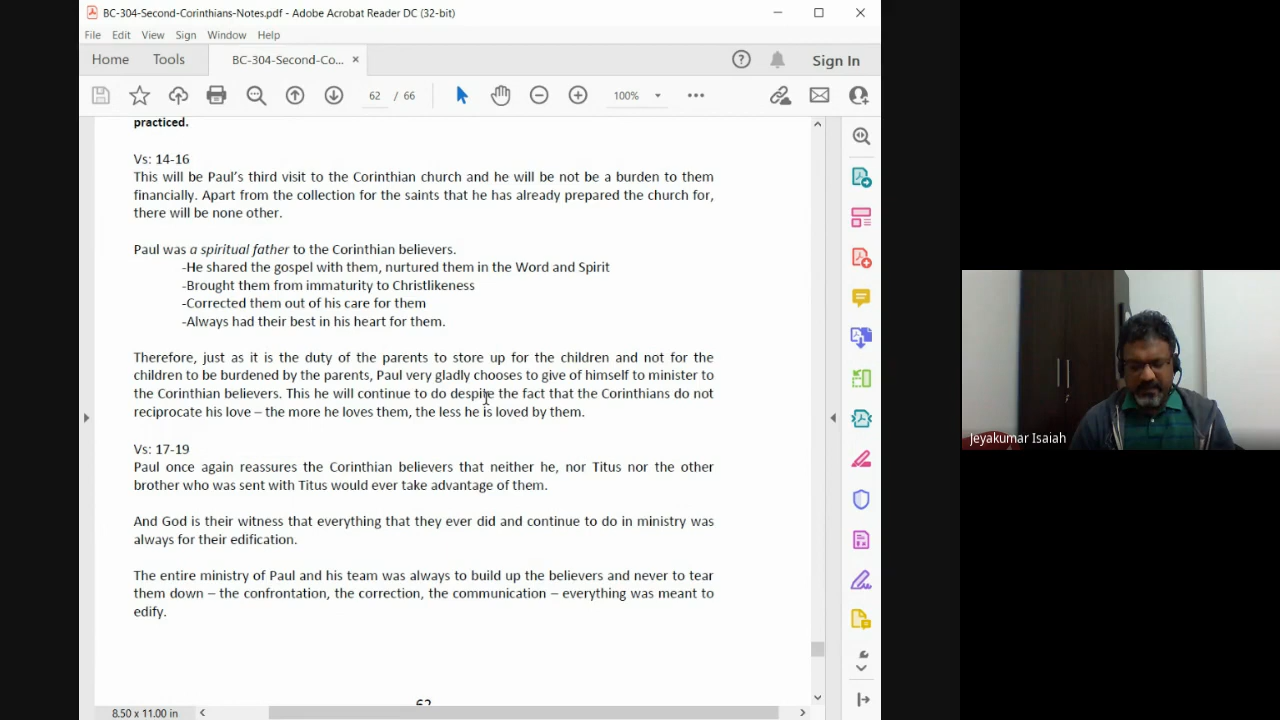 BC-304-Second-Corinthians-Notes.pdf - Adobe Acrobat Reader DC (32-bit)
File Edit View Sign Window Help
Home Tools BC-304-Second-Co... × Sign In
62 / 66 100%
practiced.
Vs: 14-16
This will be Paul's third visit to the Corinthian church and he will be not be a burden to them
financially. Apart from the collection for the saints that he has already prepared the church for,
there will be none other.
Paul was a spiritual father to the Corinthian believers.
-He shared the gospel with them, nurtured them in the Word and Spirit
-Brought them from immaturity to Christlikeness
-Corrected them out of his care for them
-Always had their best in his heart for them.
Therefore, just as it is the duty of the parents to store up for the children and not for the
children to be burdened by the parents, Paul very gladly chooses to give of himself to minister to
the Corinthian believers. This he will continue to do despite the fact that the Corinthians do not
reciprocate his love – the more he loves them, the less he is loved by them.
Vs: 17-19
Paul once again reassures the Corinthian believers that neither he, nor Titus nor the other
brother who was sent with Titus would ever take advantage of them.
And God is their witness that everything that they ever did and continue to do in ministry was
always for their edification.
The entire ministry of Paul and his team was always to build up the believers and never to tear
them down – the confrontation, the correction, the communication – everything was meant to
edify.
62
8.50 x 11.00 in
Jeyakumar Isaiah